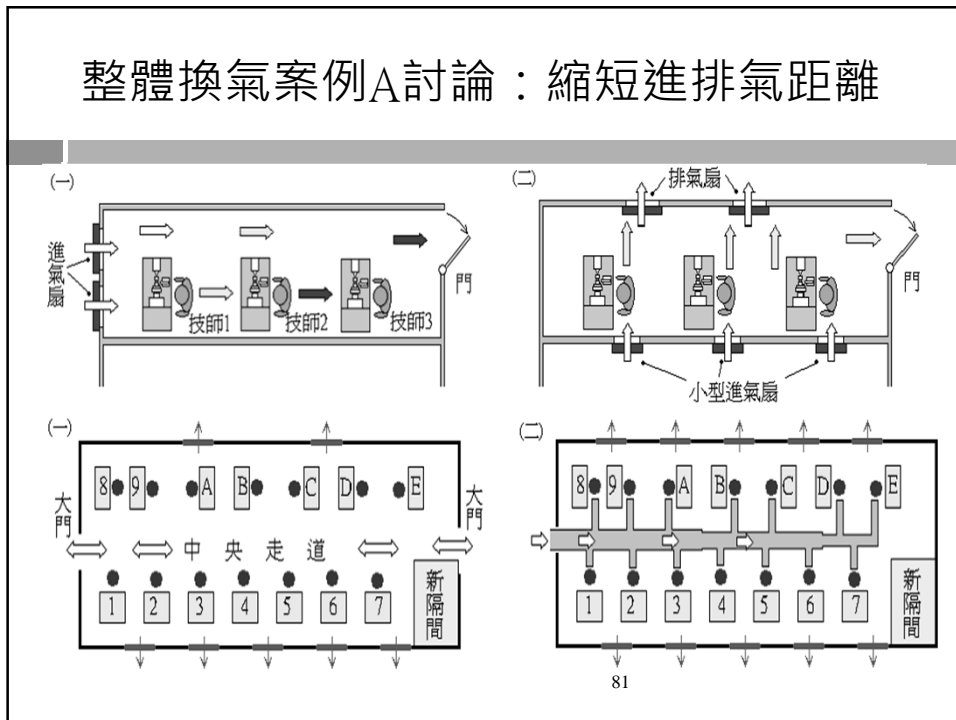 整體換氣案例A討論：縮短進排氣距離
(一)
進氣扇
技師1
技師2
技師3
門
(二)
排氣扇
門
小型進氣扇
(一)
8 9 A B C D E
大門
大門
中央走道
1 2 3 4 5 6 7
新隔間
(二)
8 9 A B C D E
1 2 3 4 5 6 7
新隔間
81